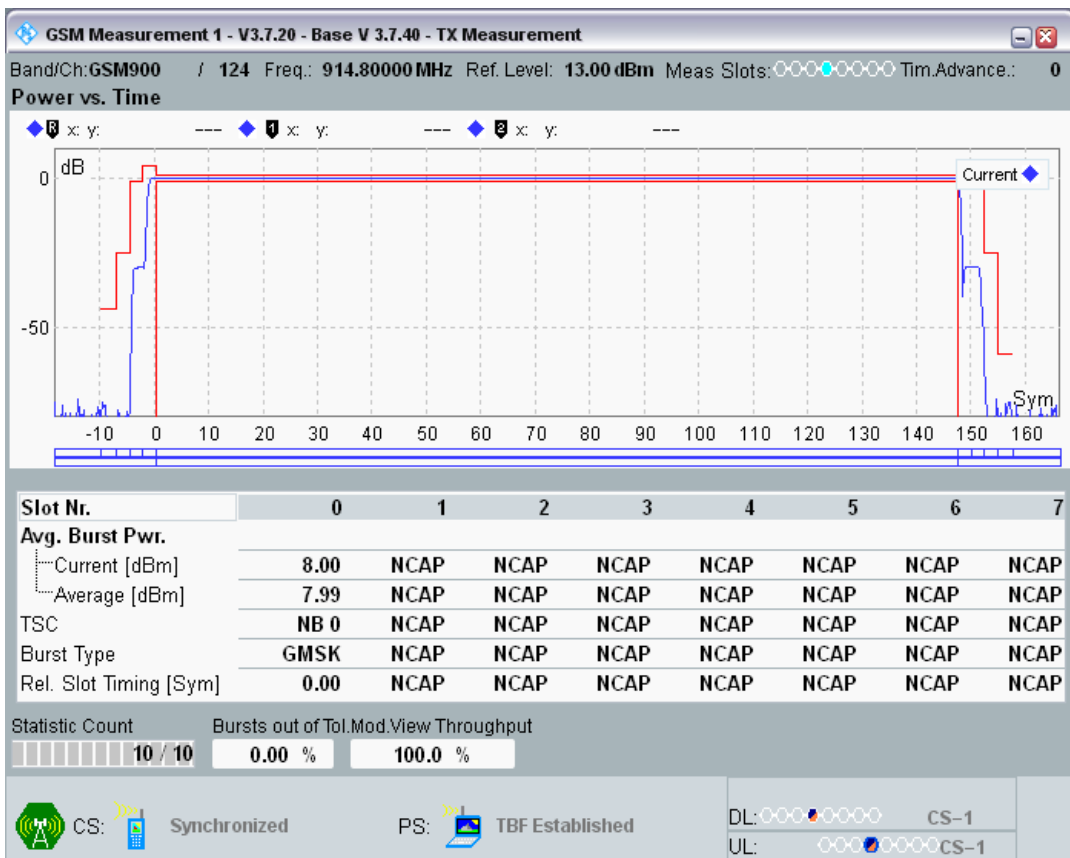 GSM Measurement 1 - V3.7.20 - Base V 3.7.40 - TX Measurement
Band/Ch:GSM900 / 124 Freq.: 914.80000 MHz Ref. Level: 13.00 dBm Meas Slots: Tim.Advance.: 0
Power vs. Time
R x: y: --- 1 x: y: --- 2 x: y: ---
dB
Current
0
-50
Sym
-10 0 10 20 30 40 50 60 70 80 90 100 110 120 130 140 150 160
Slot Nr. 0 1 2 3 4 5 6 7
Avg. Burst Pwr.
Current [dBm] 8.00 NCAP NCAP NCAP NCAP NCAP NCAP NCAP
Average [dBm] 7.99 NCAP NCAP NCAP NCAP NCAP NCAP NCAP
TSC NB 0 NCAP NCAP NCAP NCAP NCAP NCAP NCAP
Burst Type GMSK NCAP NCAP NCAP NCAP NCAP NCAP NCAP
Rel. Slot Timing [Sym] 0.00 NCAP NCAP NCAP NCAP NCAP NCAP NCAP
Statistic Count Bursts out of Tol. Mod.View Throughput
10 / 10 0.00 % 100.0 %
CS: Synchronized PS: TBF Established DL: CS-1
UL: CS-1